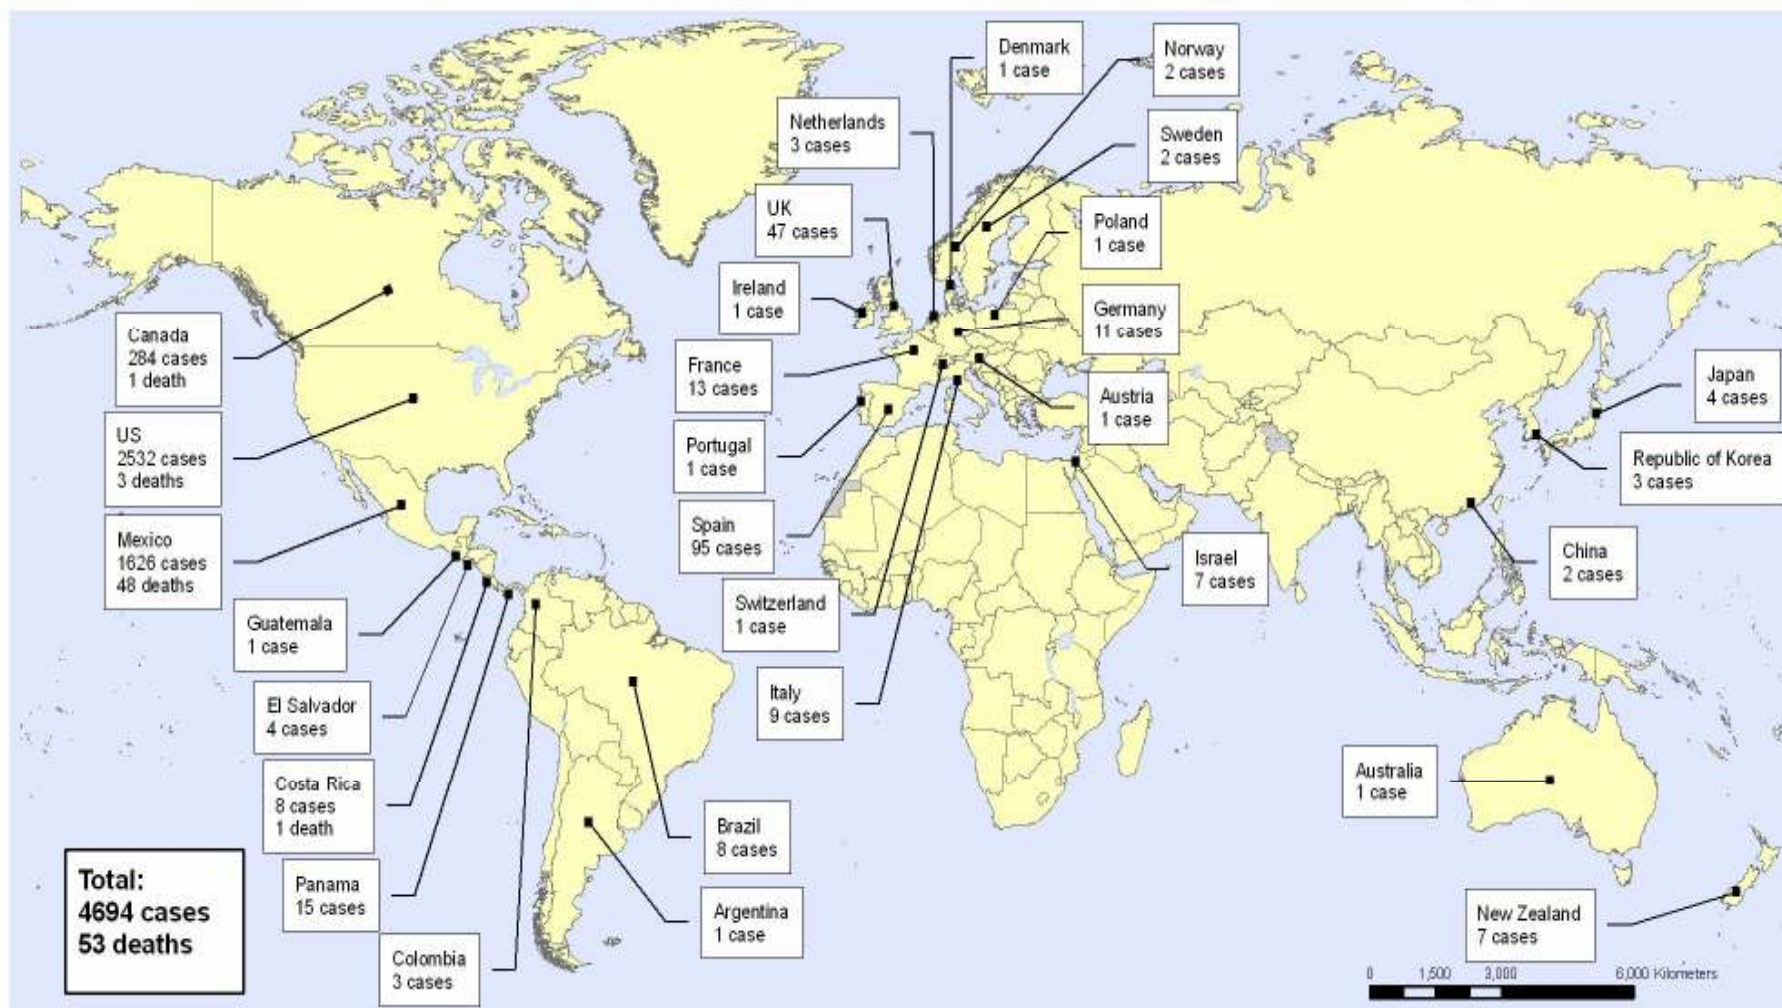 Denmark
1 case
Norway
2 cases
Netherlands
3 cases
Sweden
2 cases
UK
47 cases
Poland
1 case
Ireland
1 case
Germany
11 cases
Canada
284 cases
1 death
France
13 cases
Austria
1 case
Japan
4 cases
US
2532 cases
3 deaths
Portugal
1 case
Republic of Korea
3 cases
Mexico
1626 cases
48 deaths
Spain
95 cases
Israel
7 cases
China
2 cases
Guatemala
1 case
Switzerland
1 case
El Salvador
4 cases
Italy
9 cases
Costa Rica
8 cases
1 death
Australia
1 case
Brazil
8 cases
Panama
15 cases
Argentina
1 case
New Zealand
7 cases
Colombia
3 cases
Total:
4694 cases
53 deaths
0 1,500 3,000 6,000 Kilometers